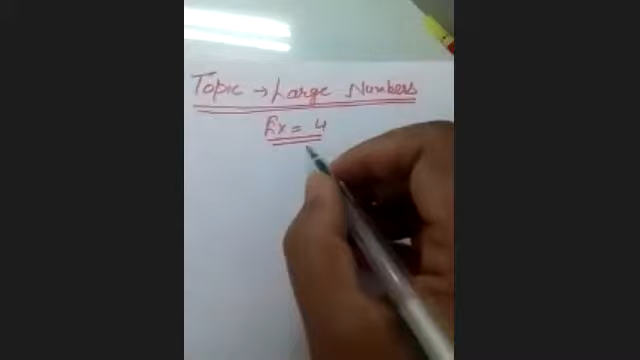 Topic → Large Numbers
Ex = 4